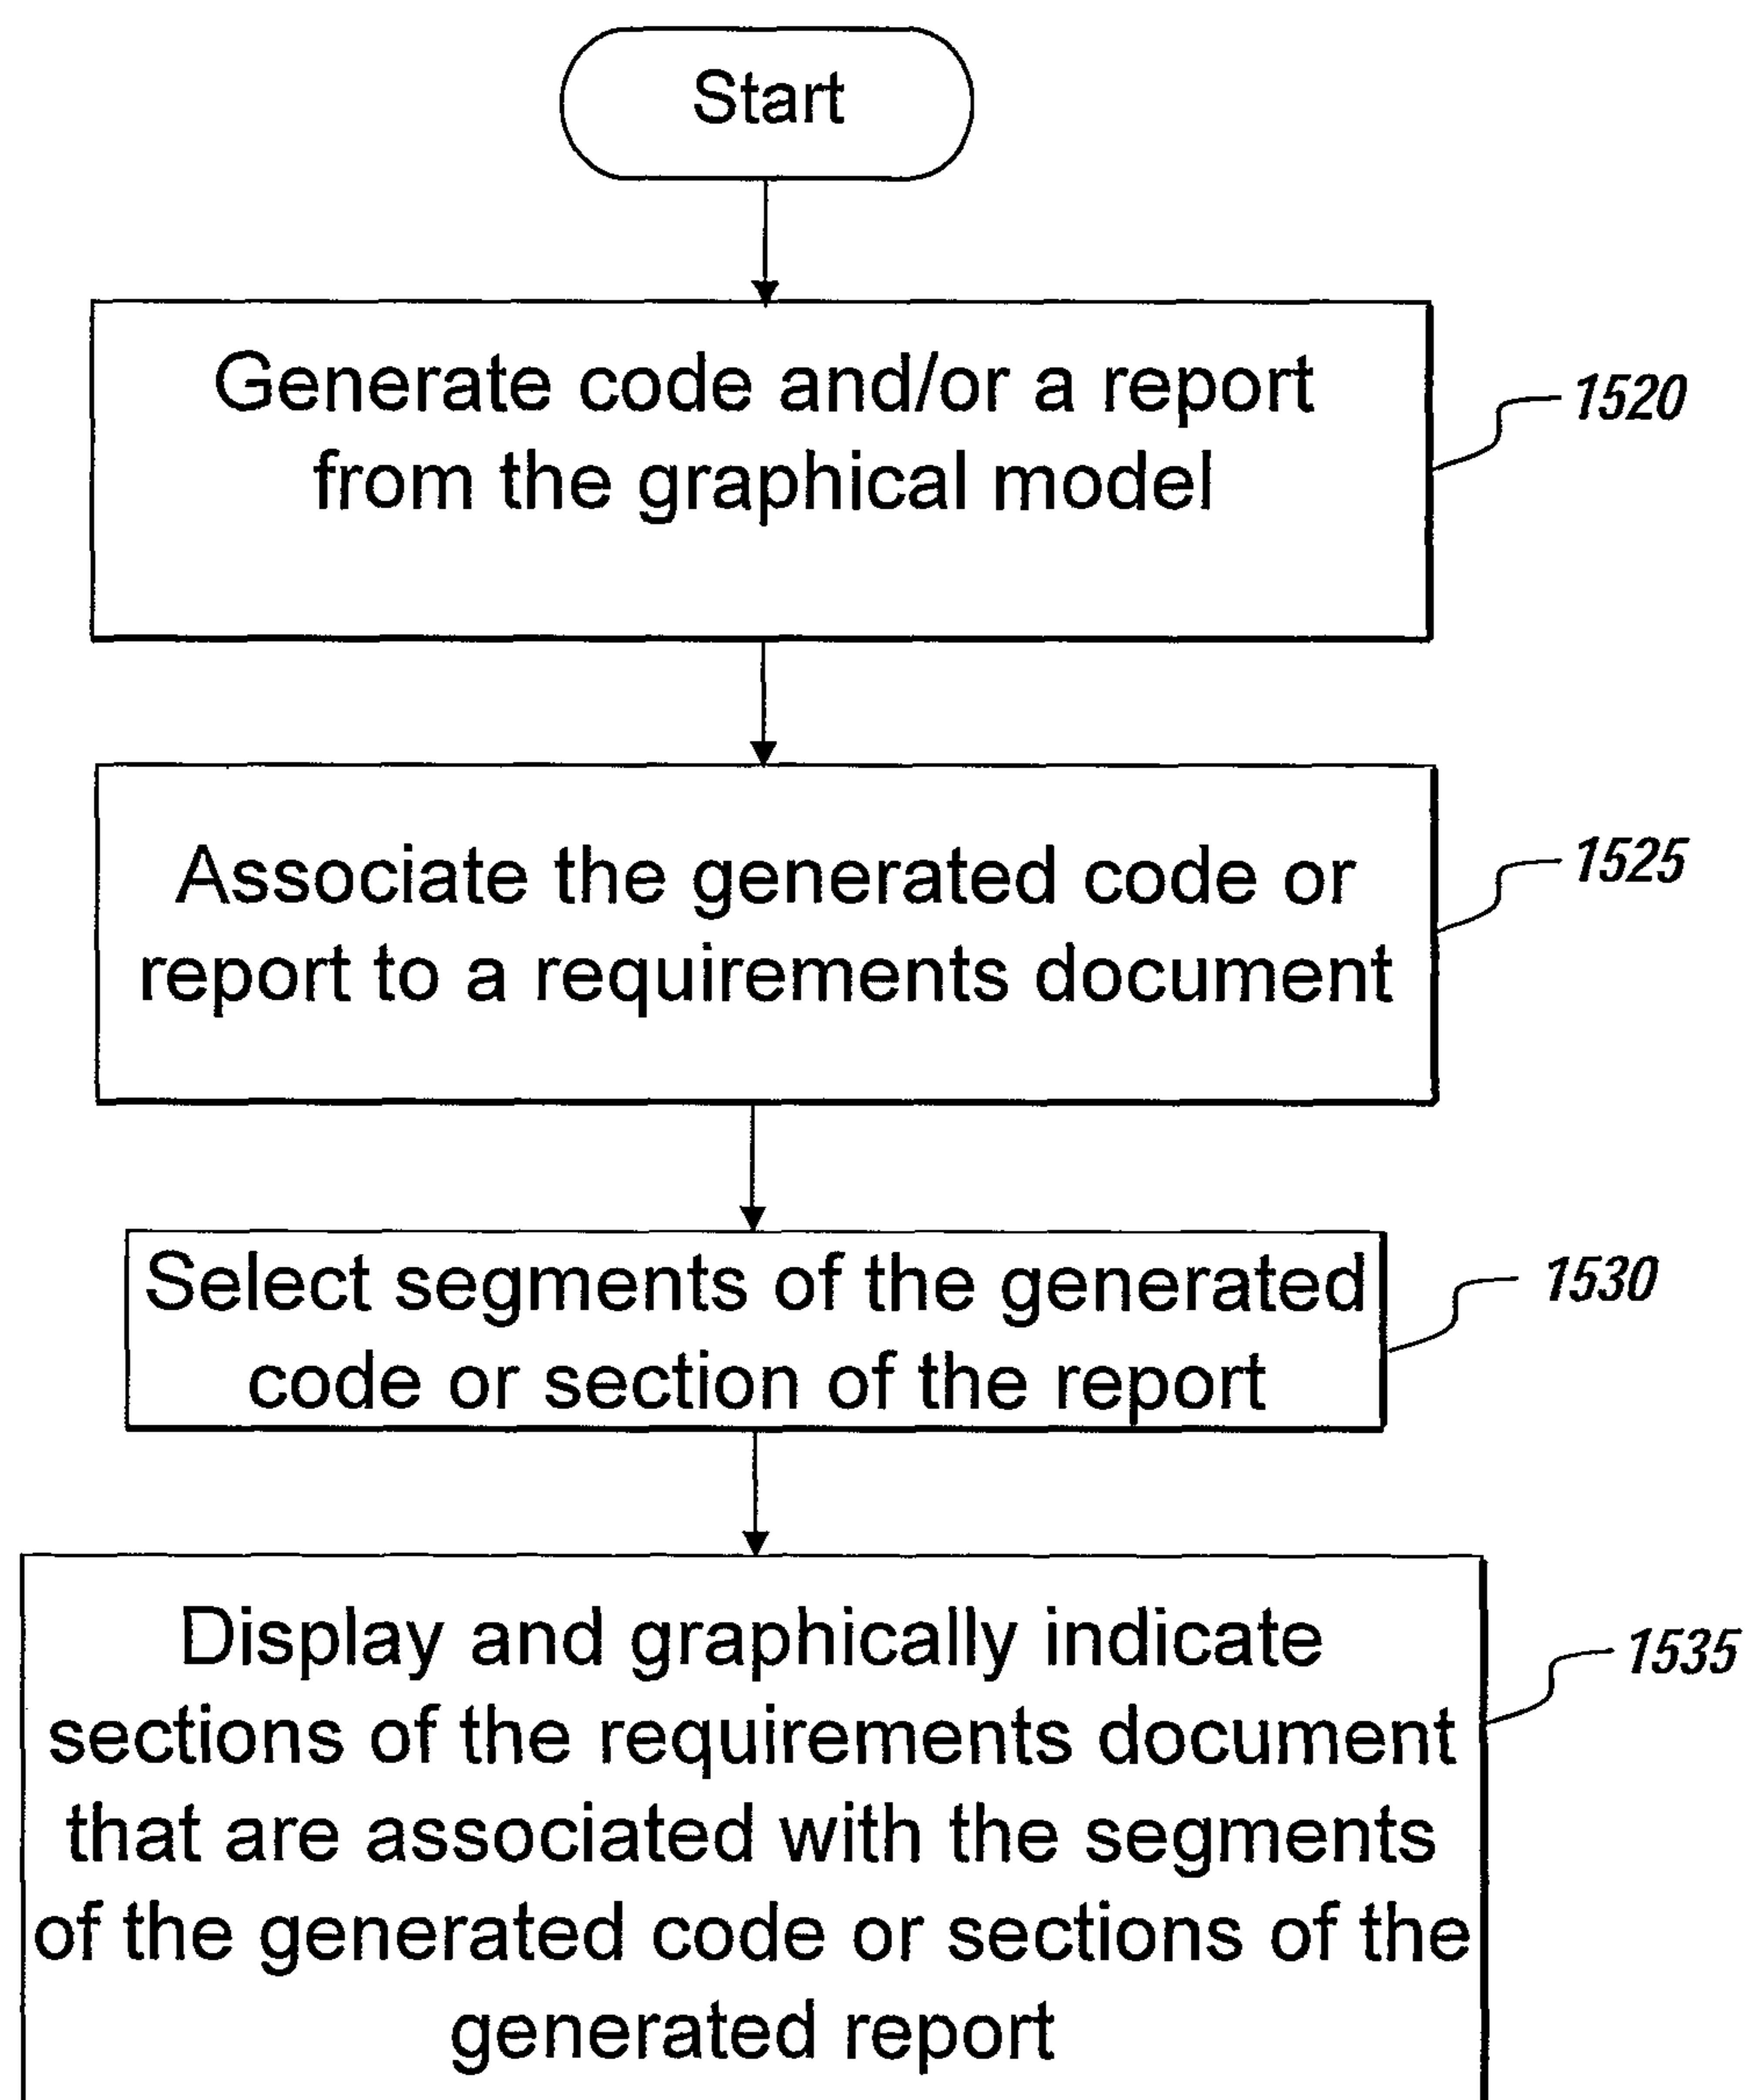 Start
Generate code and/or a report
from the graphical model
1520
Associate the generated code or
report to a requirements document
1525
Select segments of the generated
code or section of the report
1530
Display and graphically indicate
sections of the requirements document
that are associated with the segments
of the generated code or sections of the
generated report
1535